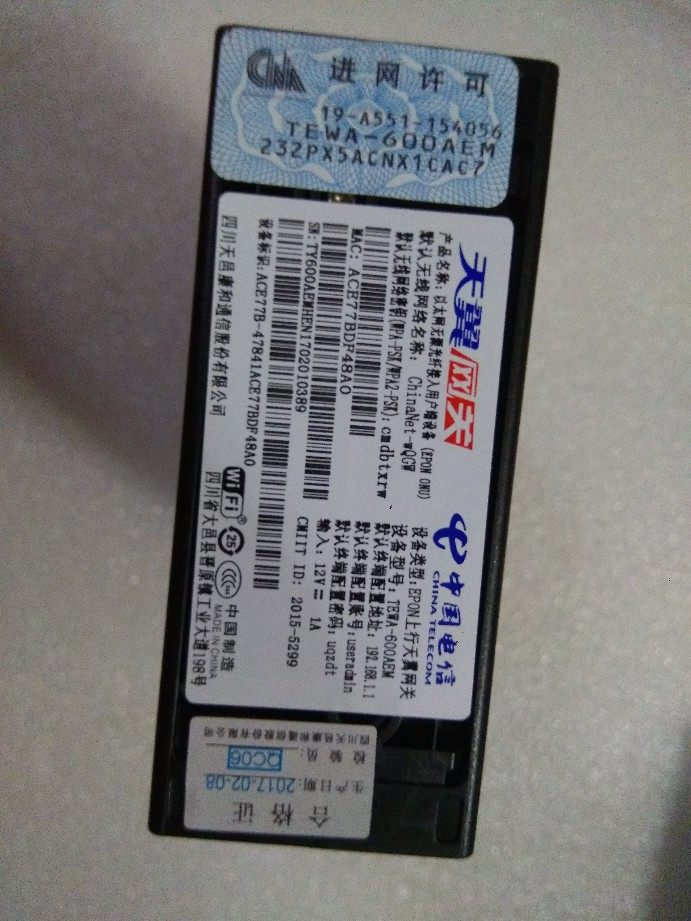 进网许可
19-A551-154056
TEWA-600AEM
23ZPX5ACNX1CAC7
天翼网关
中国电信
CHINA TELECOM
产品名称: 以太网无源光纤接入用户端设备 (EPON ONU)
默认无线网络名称: ChinaNet-wQGW
默认无线网络密钥(WPA-PSK/WPA2-PSK): cmdbtxrw
MAC: ACE77BDF48A0
SN:TY600AEMHEN1702010389
设备标识:ACE77B-47841ACE77BDF48A0
设备类型:EPON上行天翼网关
设备型号: TEWA-600AEM
默认终端配置地址: 192.168.1.1
默认终端配置账号:useradmin
默认终端配置密码: uqzdt
输入: 12V 1A
CMIIT ID: 2015-5299
WiFi
25
中国制造
MADE IN CHINA
四川天邑康和通信股份有限公司
四川省大邑县晋原镇工业大道198号
合格证
生产日期: 2017-02-08
检验员: QC06
四川天邑康和通信股份有限公司